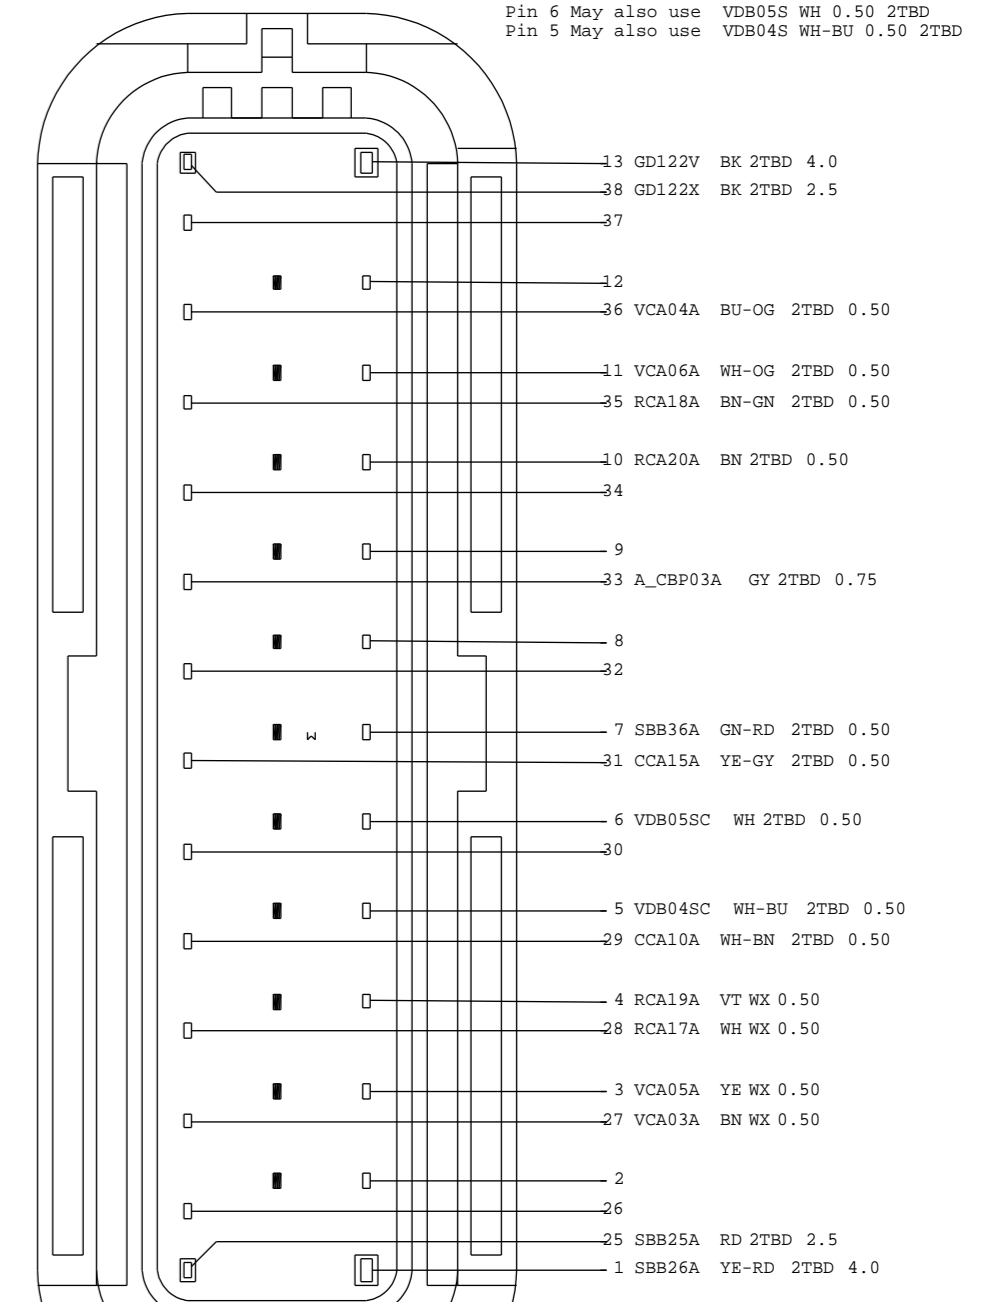 Pin 6 May also use VDB05S WH 0.50 2TBD
Pin 5 May also use VDB04S WH-BU 0.50 2TBD
13 GD122V BK 2TBD 4.0
38 GD122X BK 2TBD 2.5
37
12
36 VCA04A BU-OG 2TBD 0.50
11 VCA06A WH-OG 2TBD 0.50
35 RCA18A BN-GN 2TBD 0.50
10 RCA20A BN 2TBD 0.50
34
9
33 A_CBP03A GY 2TBD 0.75
8
32
7 SBB36A GN-RD 2TBD 0.50
31 CCA15A YE-GY 2TBD 0.50
6 VDB05SC WH 2TBD 0.50
30
5 VDB04SC WH-BU 2TBD 0.50
29 CCA10A WH-BN 2TBD 0.50
4 RCA19A VT WX 0.50
28 RCA17A WH WX 0.50
3 VCA05A YE WX 0.50
27 VCA03A BN WX 0.50
2
26
25 SBB25A RD 2TBD 2.5
1 SBB26A YE-RD 2TBD 4.0